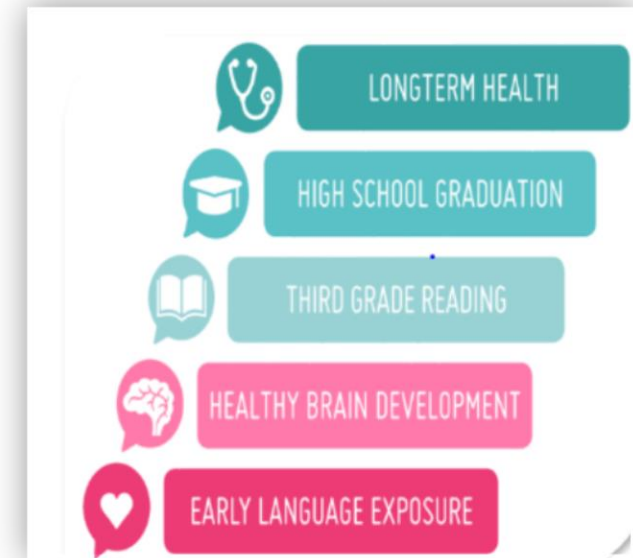 LONGTERM HEALTH
HIGH SCHOOL GRADUATION
THIRD GRADE READING
HEALTHY BRAIN DEVELOPMENT
EARLY LANGUAGE EXPOSURE